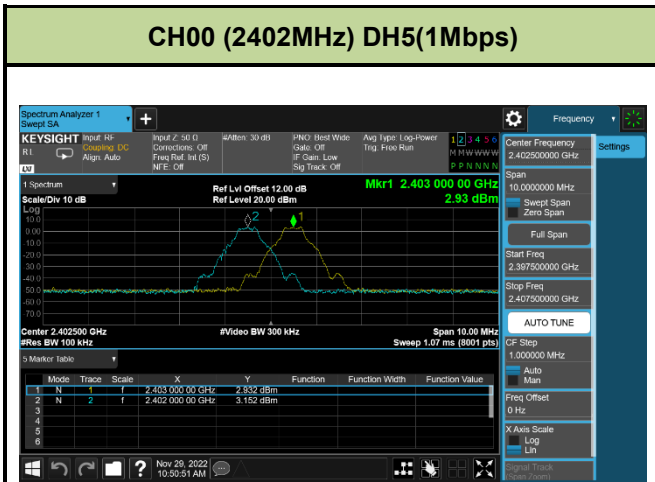 CH00 (2402MHz) DH5(1Mbps)
Spectrum Analyzer 1
Swept SA
Frequency
KEYSIGHT Input: RF Input Z: 50 Ω #Atten: 30 dB PNO: Best Wide Avg Type: Log-Power 1 2 3 4 5 6
R L Coupling: DC Corrections: Off Gate: Off Trig: Free Run M M W W W W
Align: Auto Freq Ref: Int (S) IF Gain: Low P P N N N N
LXI NFE: Off Sig Track: Off
1 Spectrum
Ref Lvl Offset 12.00 dB Mkr1 2.403 000 00 GHz
Scale/Div 10 dB Ref Level 20.00 dBm 2.93 dBm
Log
10.0
0.00
-10.0
-20.0
-30.0
-40.0
-50.0
-60.0
-70.0
2 1
Center 2.402500 GHz #Video BW 300 kHz Span 10.00 MHz
#Res BW 100 kHz Sweep 1.07 ms (8001 pts)
5 Marker Table
Mode Trace Scale X Y Function Function Width Function Value
1 N 1 f 2.403 000 00 GHz 2.932 dBm
2 N 2 f 2.402 000 00 GHz 3.152 dBm
3
4
5
6
Nov 29, 2022
10:50:51 AM
Center Frequency
2.402500000 GHz
Settings
Span
10.0000000 MHz
Swept Span
Zero Span
Full Span
Start Freq
2.397500000 GHz
Stop Freq
2.407500000 GHz
AUTO TUNE
CF Step
1.000000 MHz
Auto
Man
Freq Offset
0 Hz
X Axis Scale
Log
Lin
Signal Track
(Span Zoom)